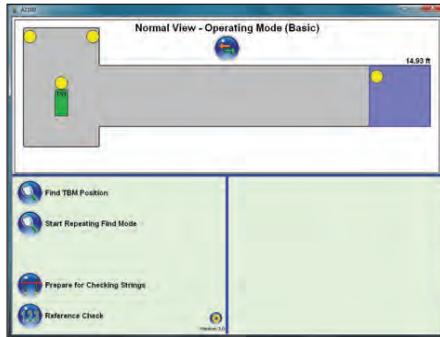 Normal View - Operating Mode (Basic)
14.93 ft
Find TBM Position
Start Repeating Find Mode
Prepare for Checking Strings
Reference Check